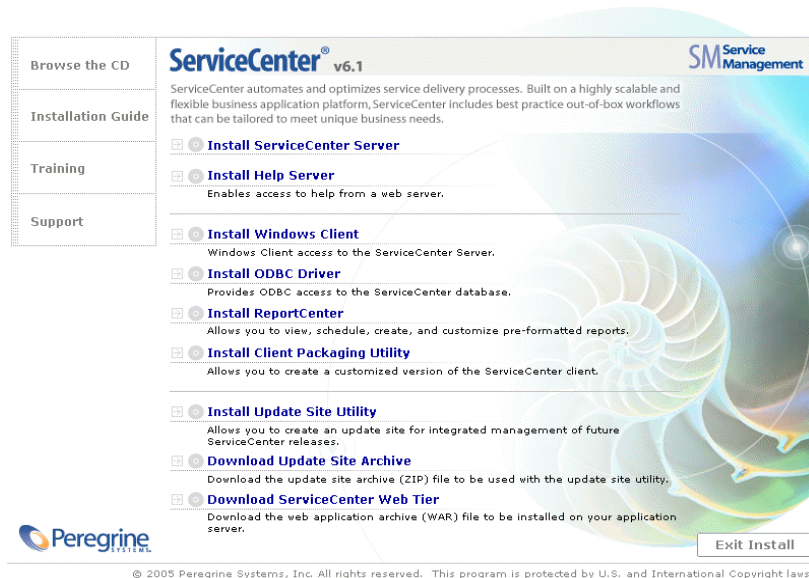 Browse the CD
Installation Guide
Training
Support
ServiceCenter® v6.1
SM Service Management
ServiceCenter automates and optimizes service delivery processes. Built on a highly scalable and
flexible business application platform, ServiceCenter includes best practice out-of-box workflows
that can be tailored to meet unique business needs.
Install ServiceCenter Server
Install Help Server
Enables access to help from a web server.
Install Windows Client
Windows Client access to the ServiceCenter Server.
Install ODBC Driver
Provides ODBC access to the ServiceCenter database.
Install ReportCenter
Allows you to view, schedule, create, and customize pre-formatted reports.
Install Client Packaging Utility
Allows you to create a customized version of the ServiceCenter client.
Install Update Site Utility
Allows you to create an update site for integrated management of future
ServiceCenter releases.
Download Update Site Archive
Download the update site archive (ZIP) file to be used with the update site utility.
Download ServiceCenter Web Tier
Download the web application archive (WAR) file to be installed on your application
server.
Peregrine
SYSTEMS
Exit Install
© 2005 Peregrine Systems, Inc. All rights reserved. This program is protected by U.S. and International Copyright laws